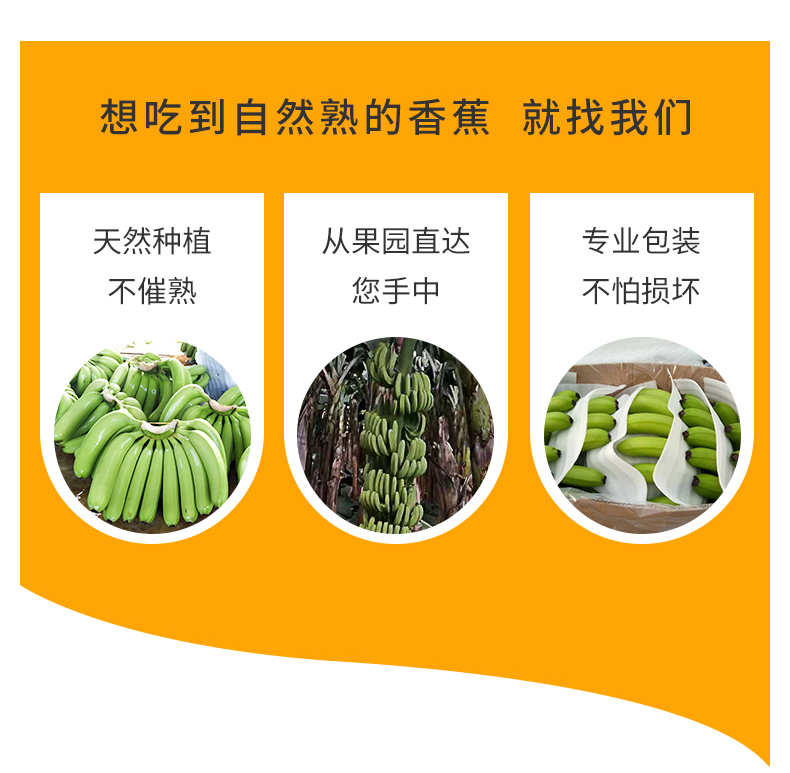 想吃到自然熟的香蕉 就找我们
天然种植
不催熟
从果园直达
您手中
专业包装
不怕损坏